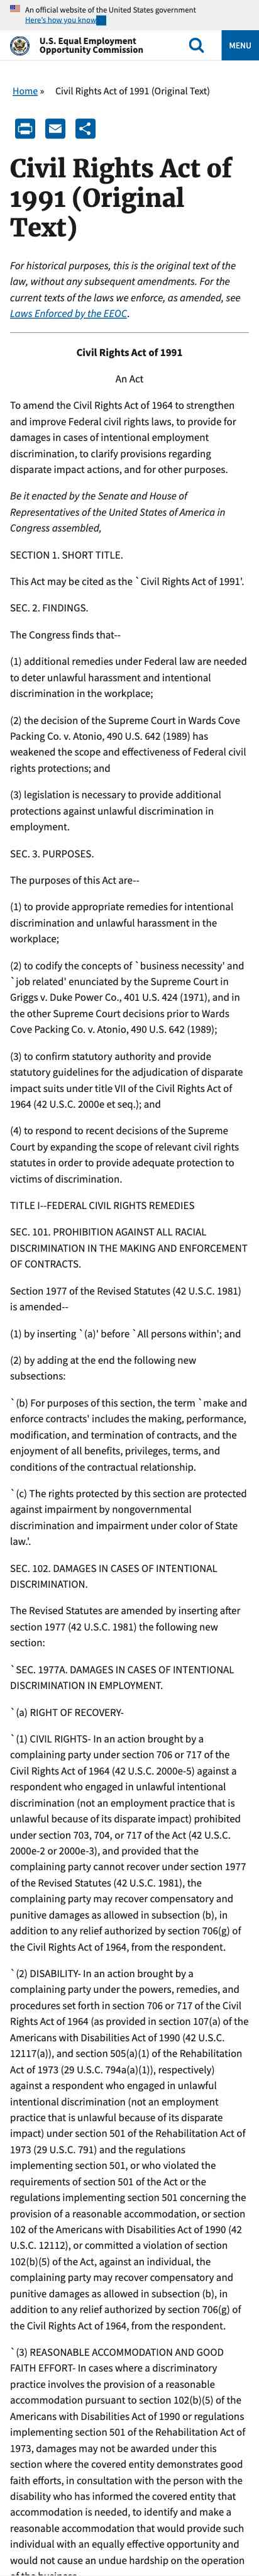 An official website of the United States government
Here's how you know
U.S. Equal Employment
Opportunity Commission
MENU
Home » Civil Rights Act of 1991 (Original Text)
Civil Rights Act of
1991 (Original
Text)
For historical purposes, this is the original text of the
law, without any subsequent amendments. For the
current texts of the laws we enforce, as amended, see
Laws Enforced by the EEOC.
Civil Rights Act of 1991
An Act
To amend the Civil Rights Act of 1964 to strengthen
and improve Federal civil rights laws, to provide for
damages in cases of intentional employment
discrimination, to clarify provisions regarding
disparate impact actions, and for other purposes.
Be it enacted by the Senate and House of
Representatives of the United States of America in
Congress assembled,
SECTION 1. SHORT TITLE.
This Act may be cited as the `Civil Rights Act of 1991'.
SEC. 2. FINDINGS.
The Congress finds that--
(1) additional remedies under Federal law are needed
to deter unlawful harassment and intentional
discrimination in the workplace;
(2) the decision of the Supreme Court in Wards Cove
Packing Co. v. Atonio, 490 U.S. 642 (1989) has
weakened the scope and effectiveness of Federal civil
rights protections; and
(3) legislation is necessary to provide additional
protections against unlawful discrimination in
employment.
SEC. 3. PURPOSES.
The purposes of this Act are--
(1) to provide appropriate remedies for intentional
discrimination and unlawful harassment in the
workplace;
(2) to codify the concepts of `business necessity' and
`job related' enunciated by the Supreme Court in
Griggs v. Duke Power Co., 401 U.S. 424 (1971), and in
the other Supreme Court decisions prior to Wards
Cove Packing Co. v. Atonio, 490 U.S. 642 (1989);
(3) to confirm statutory authority and provide
statutory guidelines for the adjudication of disparate
impact suits under title VII of the Civil Rights Act of
1964 (42 U.S.C. 2000e et seq.); and
(4) to respond to recent decisions of the Supreme
Court by expanding the scope of relevant civil rights
statutes in order to provide adequate protection to
victims of discrimination.
TITLE I--FEDERAL CIVIL RIGHTS REMEDIES
SEC. 101. PROHIBITION AGAINST ALL RACIAL
DISCRIMINATION IN THE MAKING AND ENFORCEMENT
OF CONTRACTS.
Section 1977 of the Revised Statutes (42 U.S.C. 1981)
is amended--
(1) by inserting `(a)' before `All persons within'; and
(2) by adding at the end the following new
subsections:
`(b) For purposes of this section, the term `make and
enforce contracts' includes the making, performance,
modification, and termination of contracts, and the
enjoyment of all benefits, privileges, terms, and
conditions of the contractual relationship.
`(c) The rights protected by this section are protected
against impairment by nongovernmental
discrimination and impairment under color of State
law.'.
SEC. 102. DAMAGES IN CASES OF INTENTIONAL
DISCRIMINATION.
The Revised Statutes are amended by inserting after
section 1977 (42 U.S.C. 1981) the following new
section:
`SEC. 1977A. DAMAGES IN CASES OF INTENTIONAL
DISCRIMINATION IN EMPLOYMENT.
`(a) RIGHT OF RECOVERY-
`(1) CIVIL RIGHTS- In an action brought by a
complaining party under section 706 or 717 of the
Civil Rights Act of 1964 (42 U.S.C. 2000e-5) against a
respondent who engaged in unlawful intentional
discrimination (not an employment practice that is
unlawful because of its disparate impact) prohibited
under section 703, 704, or 717 of the Act (42 U.S.C.
2000e-2 or 2000e-3), and provided that the
complaining party cannot recover under section 1977
of the Revised Statutes (42 U.S.C. 1981), the
complaining party may recover compensatory and
punitive damages as allowed in subsection (b), in
addition to any relief authorized by section 706(g) of
the Civil Rights Act of 1964, from the respondent.
`(2) DISABILITY- In an action brought by a
complaining party under the powers, remedies, and
procedures set forth in section 706 or 717 of the Civil
Rights Act of 1964 (as provided in section 107(a) of the
Americans with Disabilities Act of 1990 (42 U.S.C.
12117(a)), and section 505(a)(1) of the Rehabilitation
Act of 1973 (29 U.S.C. 794a(a)(1)), respectively)
against a respondent who engaged in unlawful
intentional discrimination (not an employment
practice that is unlawful because of its disparate
impact) under section 501 of the Rehabilitation Act of
1973 (29 U.S.C. 791) and the regulations
implementing section 501, or who violated the
requirements of section 501 of the Act or the
regulations implementing section 501 concerning the
provision of a reasonable accommodation, or section
102 of the Americans with Disabilities Act of 1990 (42
U.S.C. 12112), or committed a violation of section
102(b)(5) of the Act, against an individual, the
complaining party may recover compensatory and
punitive damages as allowed in subsection (b), in
addition to any relief authorized by section 706(g) of
the Civil Rights Act of 1964, from the respondent.
`(3) REASONABLE ACCOMMODATION AND GOOD
FAITH EFFORT- In cases where a discriminatory
practice involves the provision of a reasonable
accommodation pursuant to section 102(b)(5) of the
Americans with Disabilities Act of 1990 or regulations
implementing section 501 of the Rehabilitation Act of
1973, damages may not be awarded under this
section where the covered entity demonstrates good
faith efforts, in consultation with the person with the
disability who has informed the covered entity that
accommodation is needed, to identify and make a
reasonable accommodation that would provide such
individual with an equally effective opportunity and
would not cause an undue hardship on the operation